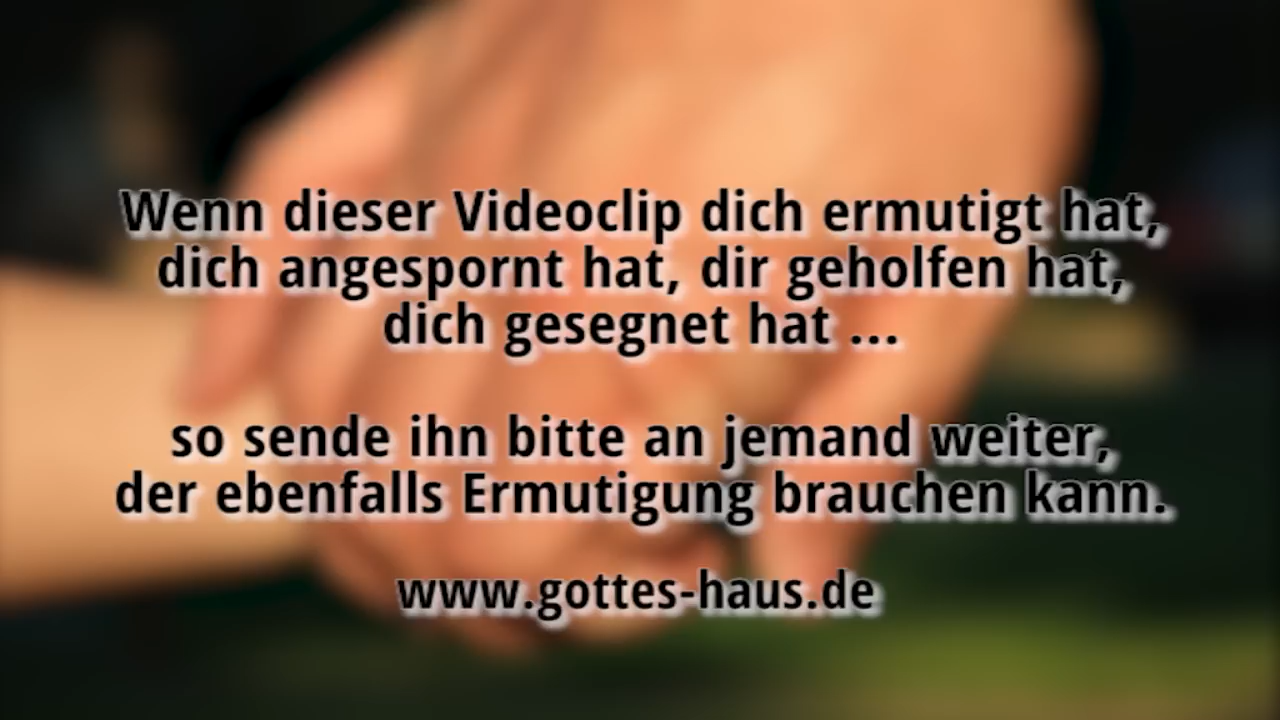 Wenn dieser Videoclip dich ermutigt hat,
dich angespornt hat, dir geholfen hat,
dich gesegnet hat ...
so sende ihn bitte an jemand weiter,
der ebenfalls Ermutigung brauchen kann.
www.gottes-haus.de